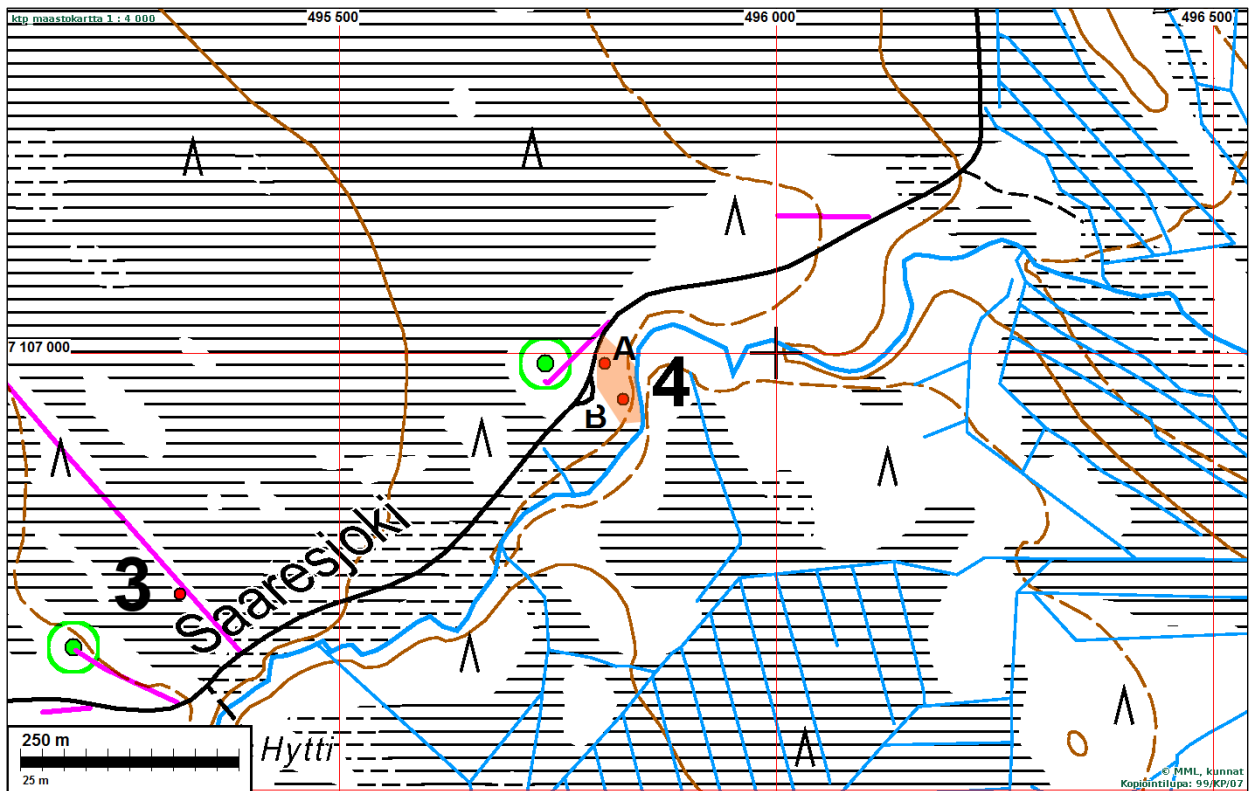 ktp maastokartta 1 : 4 000
495 500
496 000
496 500
7 107 000
A
4
B
3
Saaresjoki
250 m
25 m
Hytti
© MML, kunnat
Kopiointilupa: 99/KP/07